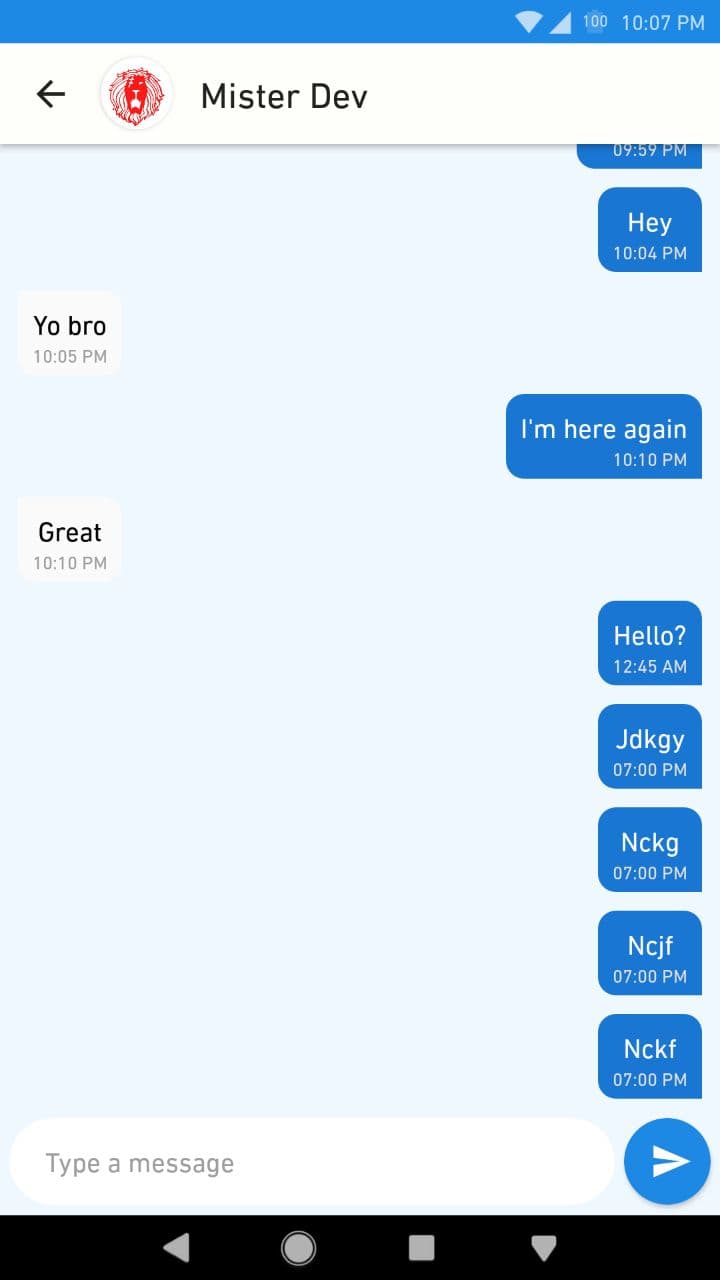 100 10:07 PM
Mister Dev
09:59 PM
Hey
10:04 PM
Yo bro
10:05 PM
I'm here again
10:10 PM
Great
10:10 PM
Hello?
12:45 AM
Jdkgy
07:00 PM
Nckg
07:00 PM
Ncjf
07:00 PM
Nckf
07:00 PM
Type a message